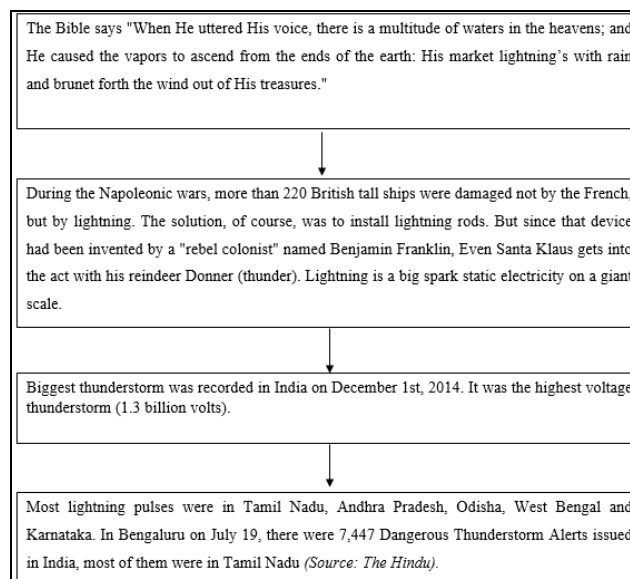 The Bible says "When He uttered His voice, there is a multitude of waters in the heavens; and
He caused the vapors to ascend from the ends of the earth: His market lightning's with rain
and brunet forth the wind out of His treasures."
During the Napoleonic wars, more than 220 British tall ships were damaged not by the French,
but by lightning. The solution, of course, was to install lightning rods. But since that device
had been invented by a "rebel colonist" named Benjamin Franklin, Even Santa Klaus gets into
the act with his reindeer Donner (thunder). Lightning is a big spark static electricity on a giant
scale.
Biggest thunderstorm was recorded in India on December 1st, 2014. It was the highest voltage
thunderstorm (1.3 billion volts).
Most lightning pulses were in Tamil Nadu, Andhra Pradesh, Odisha, West Bengal and
Karnataka. In Bengaluru on July 19, there were 7,447 Dangerous Thunderstorm Alerts issued
in India, most of them were in Tamil Nadu (Source: The Hindu).